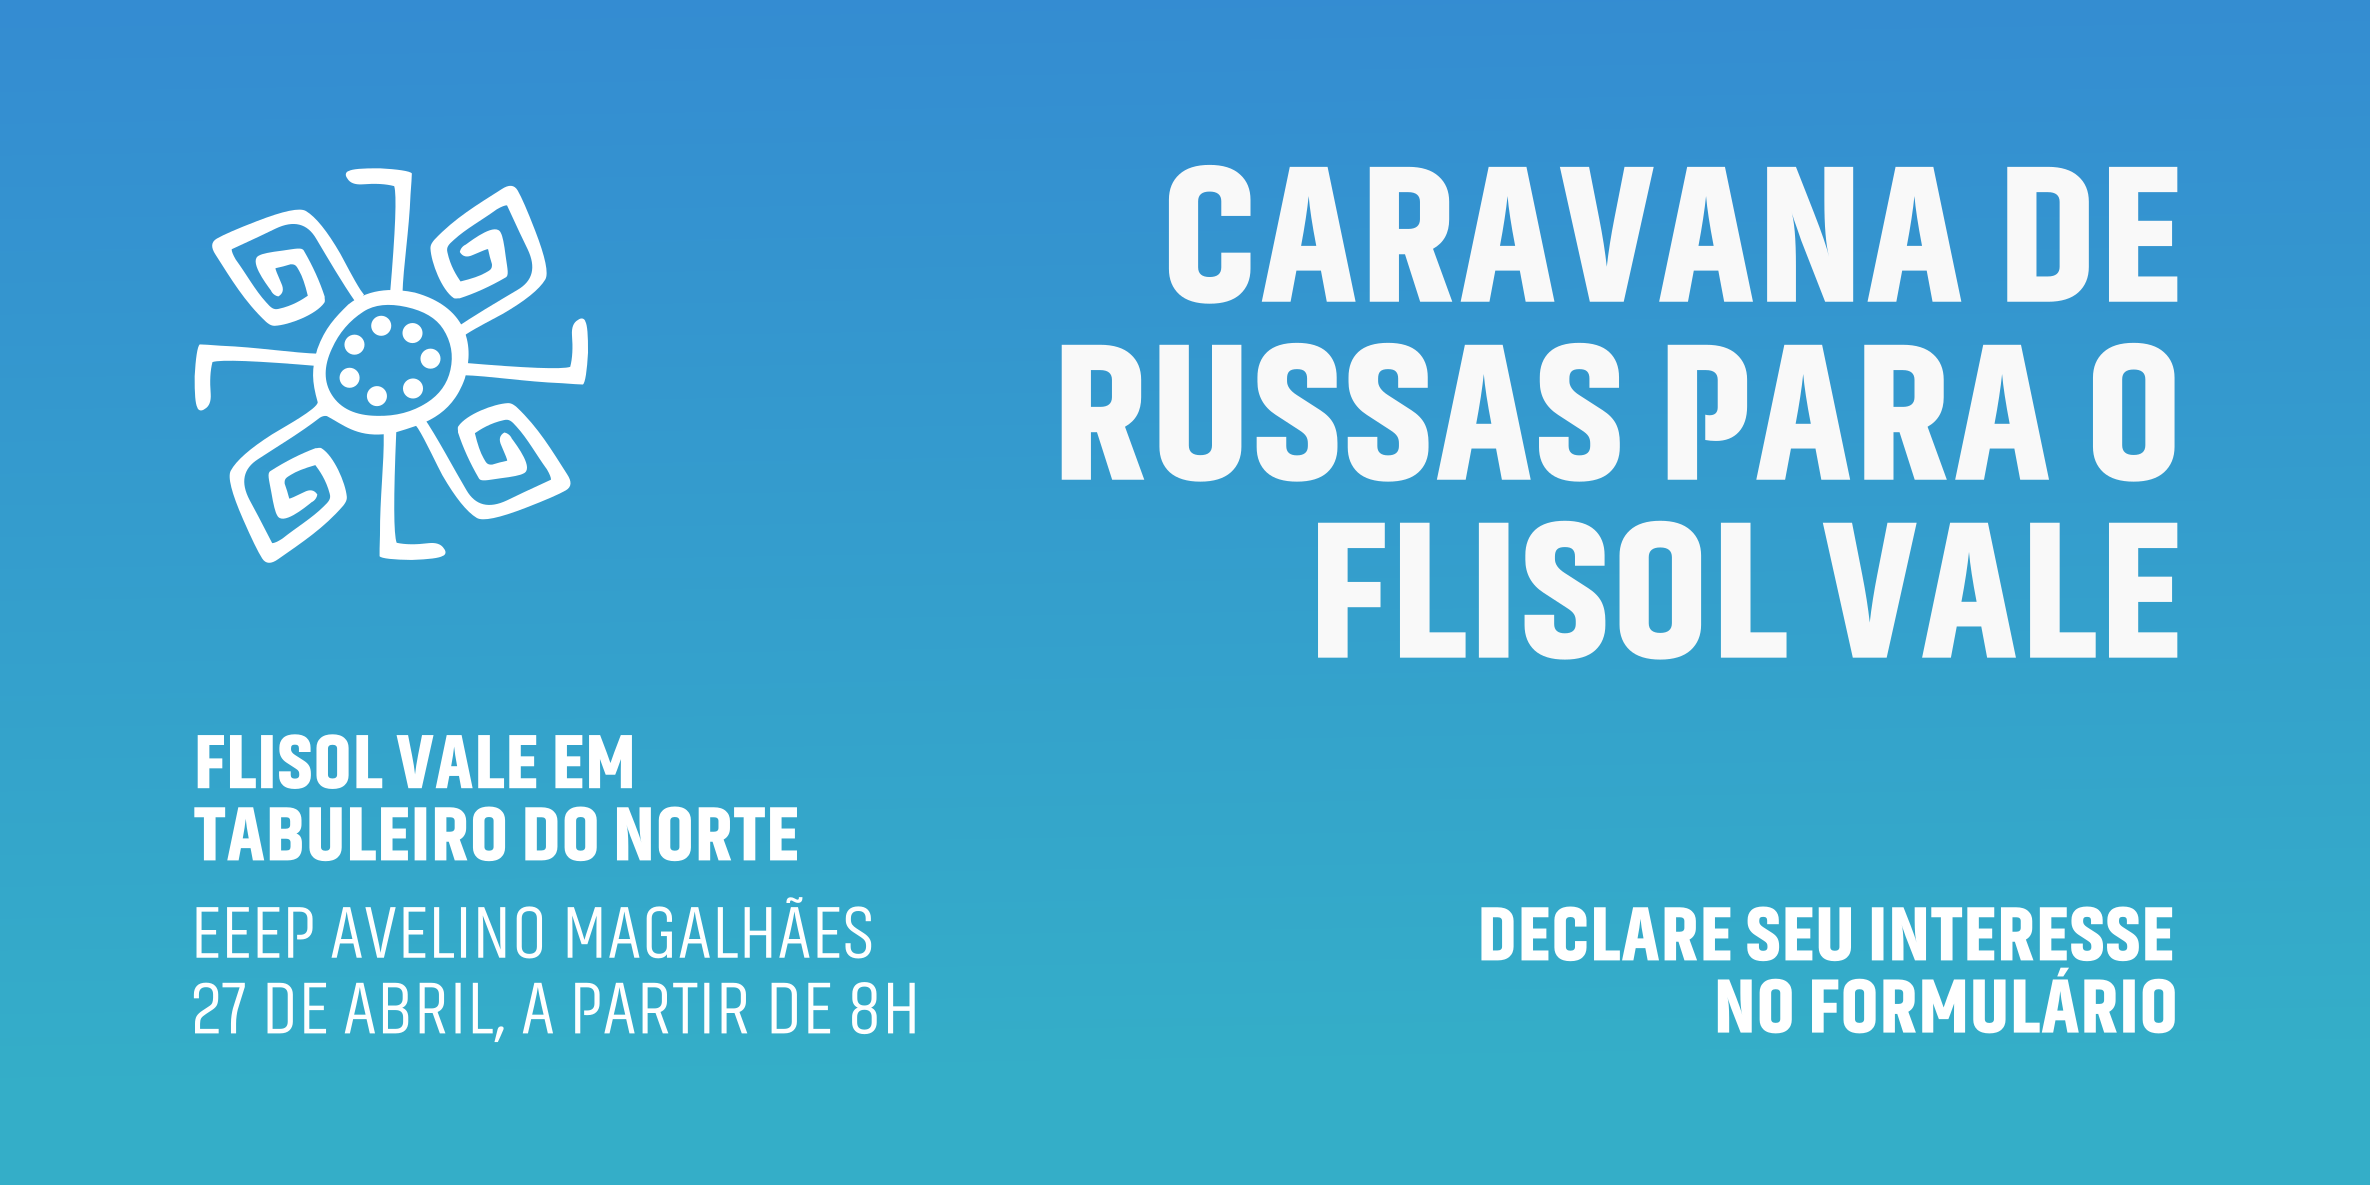 CARAVANA DE
RUSSAS PARA O
FLISOL VALE
FLISOL VALE EM
TABULEIRO DO NORTE
EEEP AVELINO MAGALHÃES
27 DE ABRIL, A PARTIR DE 8H
DECLARE SEU INTERESSE
NO FORMULÁRIO